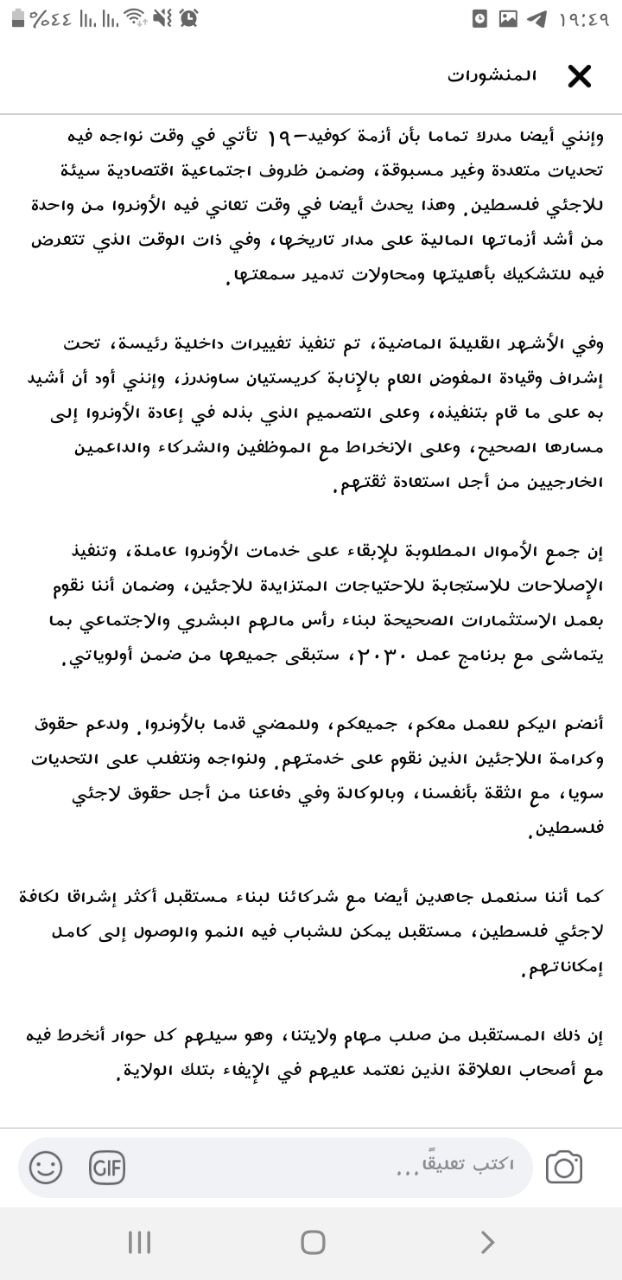 ١٩:٤٩
%٤٤
المنشورات
وإنني أيضا مدرك تماما بأن أزمة كوفيد-١٩ تأتي في وقت نواجه فيه
تحديات متعددة وغير مسبوقة، وضمن ظروف اجتماعية اقتصادية سيئة
للاجئي فلسطين. وهذا يحدث أيضا في وقت تعاني فيه الأونروا من واحدة
من أشد أزماتها المالية على مدار تاريخها، وفي ذات الوقت الذي تتعرض
فيه للتشكيك بأهليتها ومحاولات تدمير سمعتها.
وفي الأشهر القليلة الماضية، تم تنفيذ تغييرات داخلية رئيسة، تحت
إشراف وقيادة المفوض العام بالإنابة كريستيان ساوندرز، وإنني أود أن أشيد
به على ما قام بتنفيذه، وعلى التصميم الذي بذله في إعادة الأونروا إلى
مسارها الصحيح، وعلى الانخراط مع الموظفين والشركاء والداعمين
الخارجيين من أجل استعادة ثقتهم.
إن جمع الأموال المطلوبة للإبقاء على خدمات الأونروا عاملة، وتنفيذ
الإصلاحات للاستجابة للاحتياجات المتزايدة للاجئين، وضمان أننا نقوم
بعمل الاستثمارات الصحيحة لبناء رأس مالهم البشري والاجتماعي بما
يتماشى مع برنامج عمل ٢٠٣٠، ستبقى جميعها من ضمن أولوياتي.
أنضم اليكم للعمل معكم، جميعكم، وللمضي قدما بالأونروا. ولدعم حقوق
وكرامة اللاجئين الذين نقوم على خدمتهم. ولنواجه ونتغلب على التحديات
سويا، مع الثقة بأنفسنا، وبالوكالة وفي دفاعنا من أجل حقوق لاجئي
فلسطين.
كما أننا سنعمل جاهدين أيضا مع شركائنا لبناء مستقبل أكثر إشراقا لكافة
لاجئي فلسطين، مستقبل يمكن للشباب فيه النمو والوصول إلى كامل
إمكاناتهم.
إن ذلك المستقبل من صلب مهام ولايتنا، وهو سيلهم كل حوار أنخرط فيه
مع أصحاب العلاقة الذين نعتمد عليهم في الإيفاء بتلك الولاية.
اكتب تعليقًا...
GIF